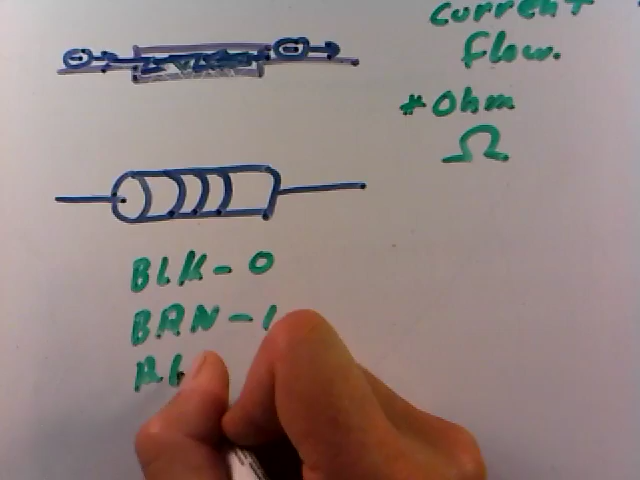 current
flow.
*Ohm
Ω
BLK - 0
BRN - 1